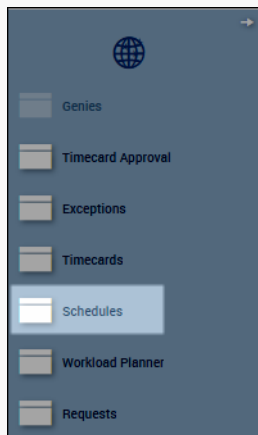 Genies
Timecard Approval
Exceptions
Timecards
Schedules
Workload Planner
Requests